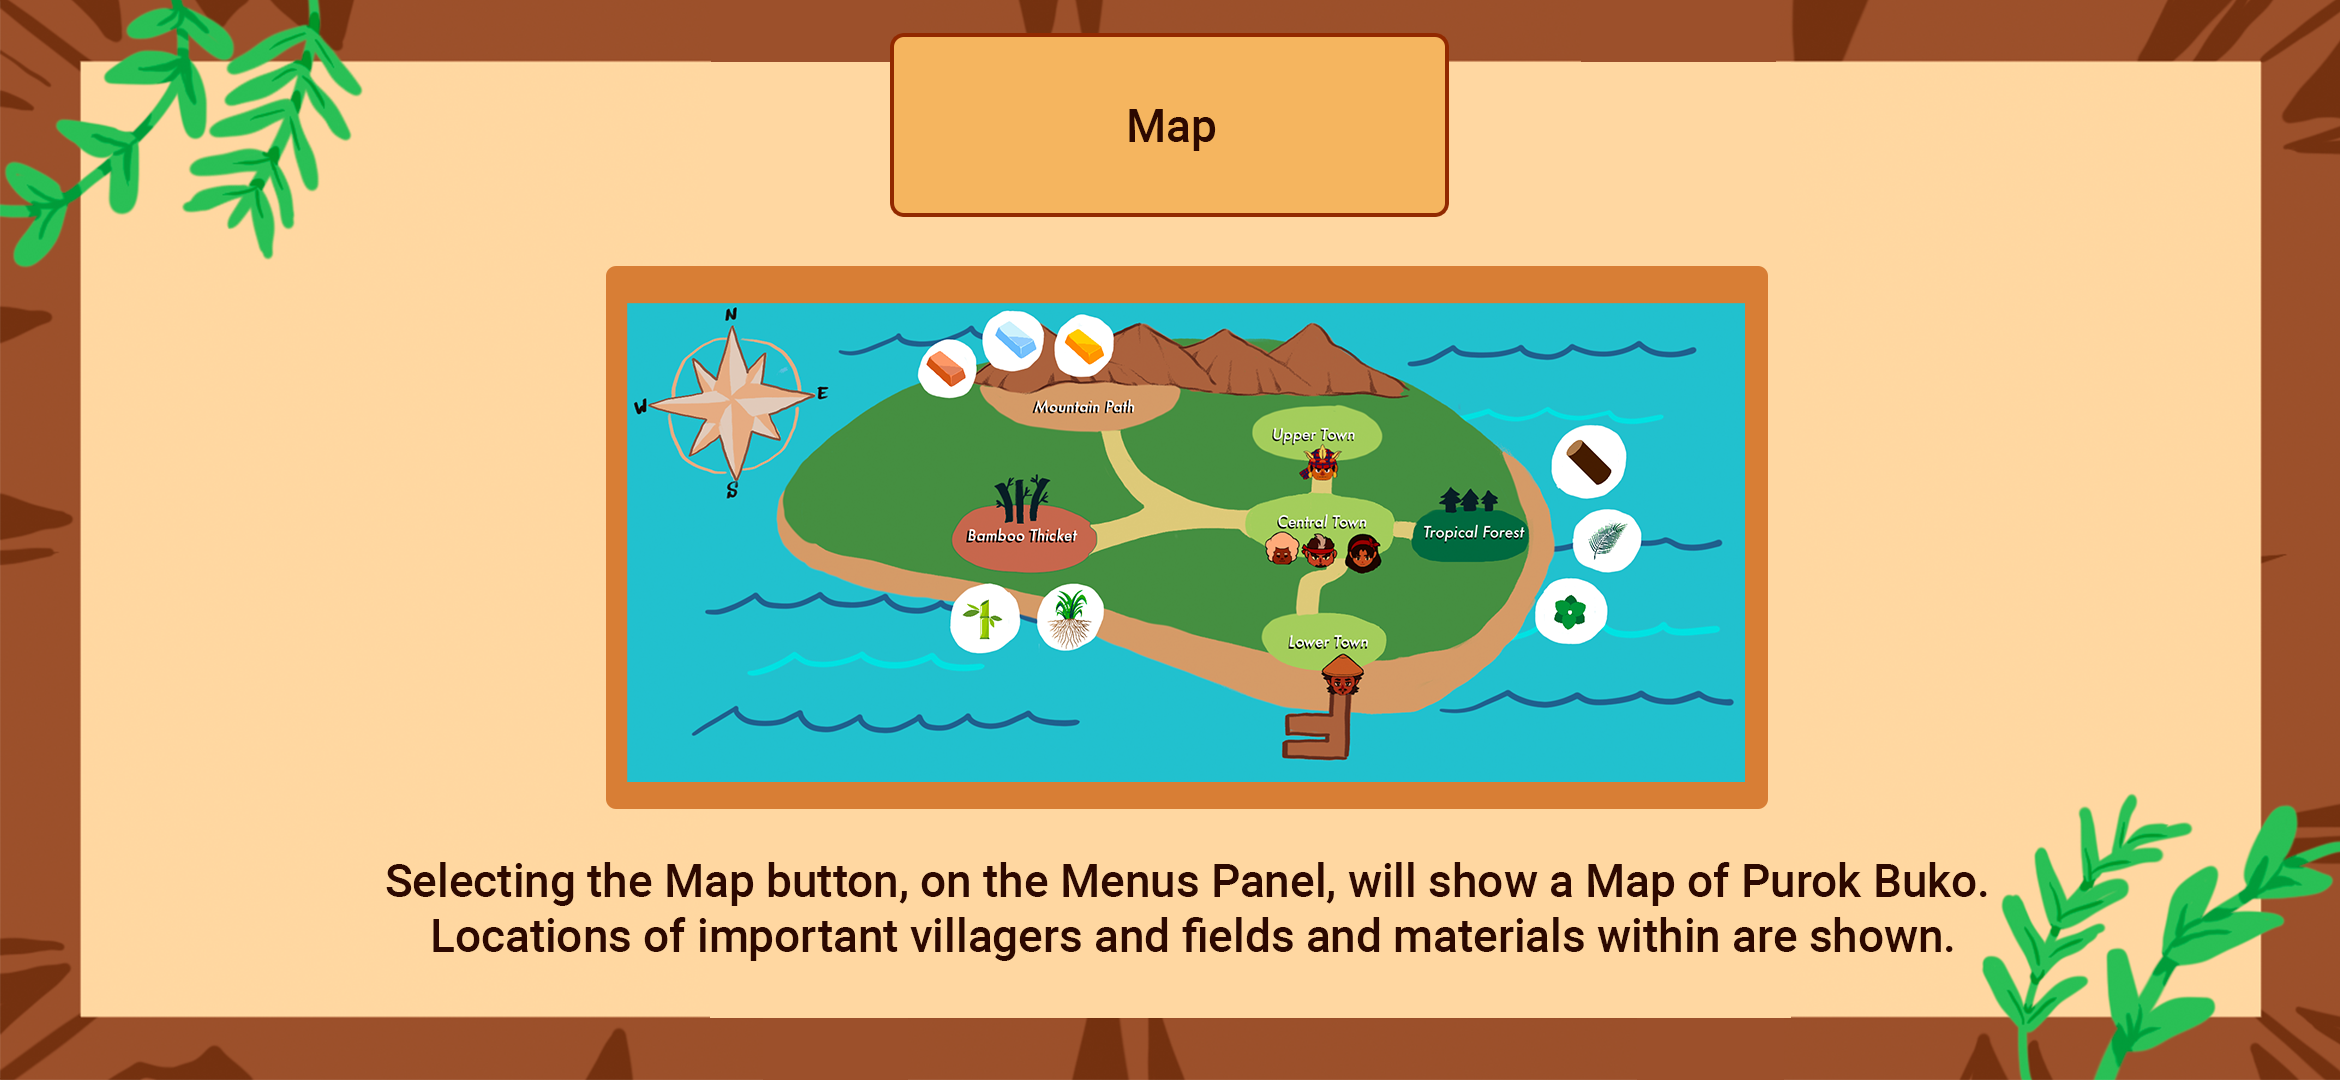 Map
N
W
E
S
Mountain Path
Upper Town
Bamboo Thicket
Central Town
Tropical Forest
Lower Town
Selecting the Map button, on the Menus Panel, will show a Map of Purok Buko.
Locations of important villagers and fields and materials within are shown.